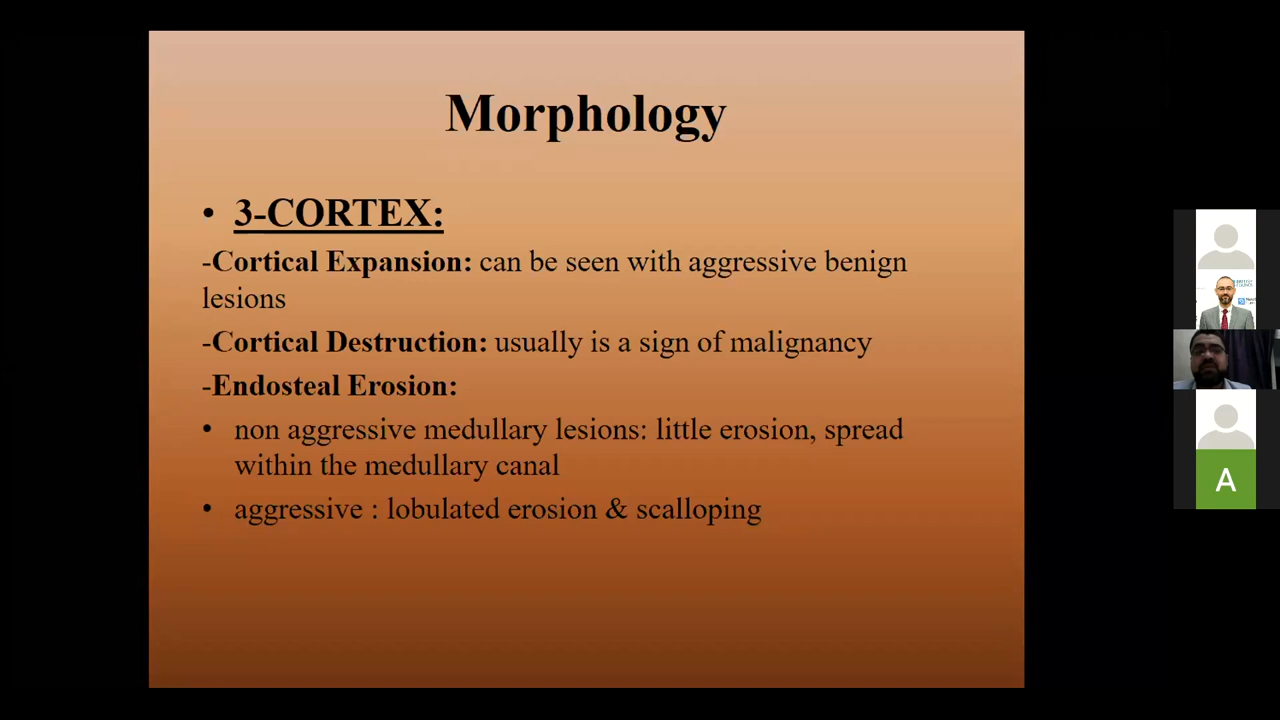 Morphology
• 3-CORTEX:
-Cortical Expansion: can be seen with aggressive benign
lesions
-Cortical Destruction: usually is a sign of malignancy
-Endosteal Erosion:
• non aggressive medullary lesions: little erosion, spread
within the medullary canal
• aggressive : lobulated erosion & scalloping
A